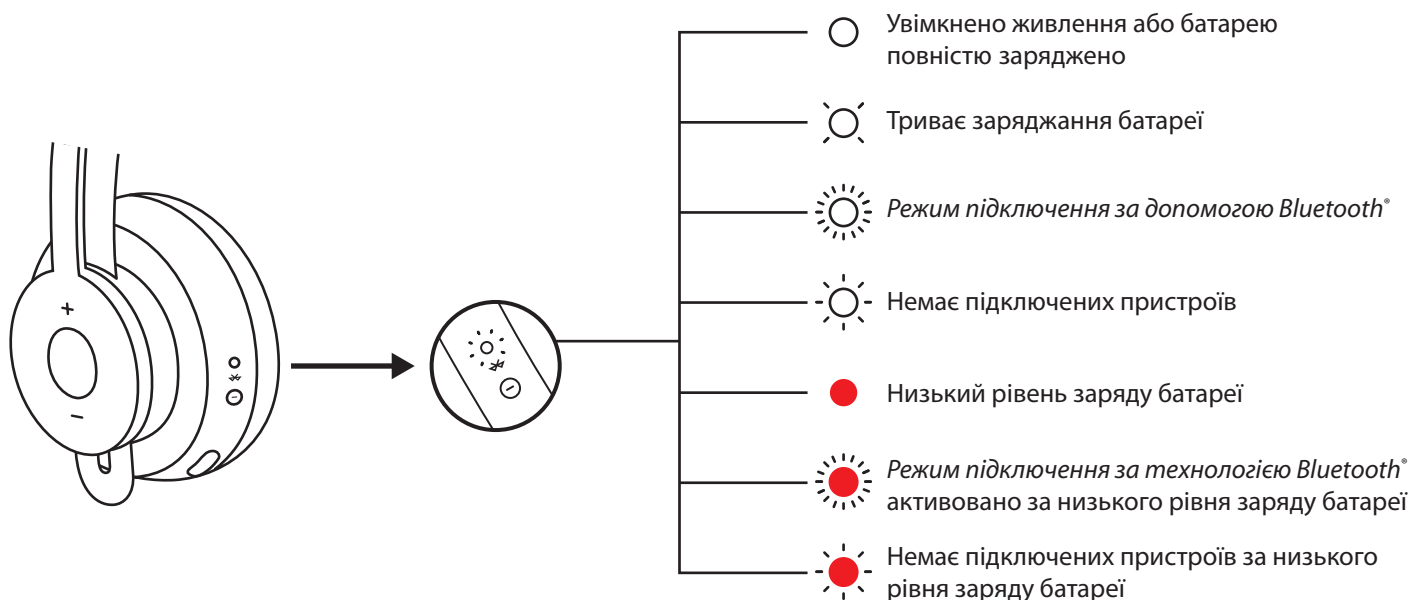 Увімкнено живлення або батарею
повністю заряджено
Триває заряджання батареї
Режим підключення за допомогою Bluetooth®
Немає підключених пристроїв
Низький рівень заряду батареї
Режим підключення за технологією Bluetooth®
активовано за низького рівня заряду батареї
Немає підключених пристроїв за низького
рівня заряду батареї